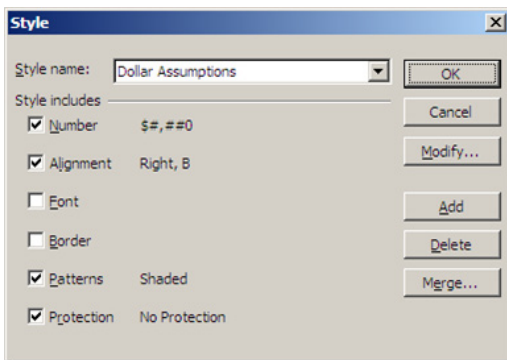 Style
Style name: Dollar Assumptions
OK
Style includes
Cancel
Number $#,##0
Modify...
Alignment Right, B
Font
Add
Border
Delete
Patterns Shaded
Merge...
Protection No Protection